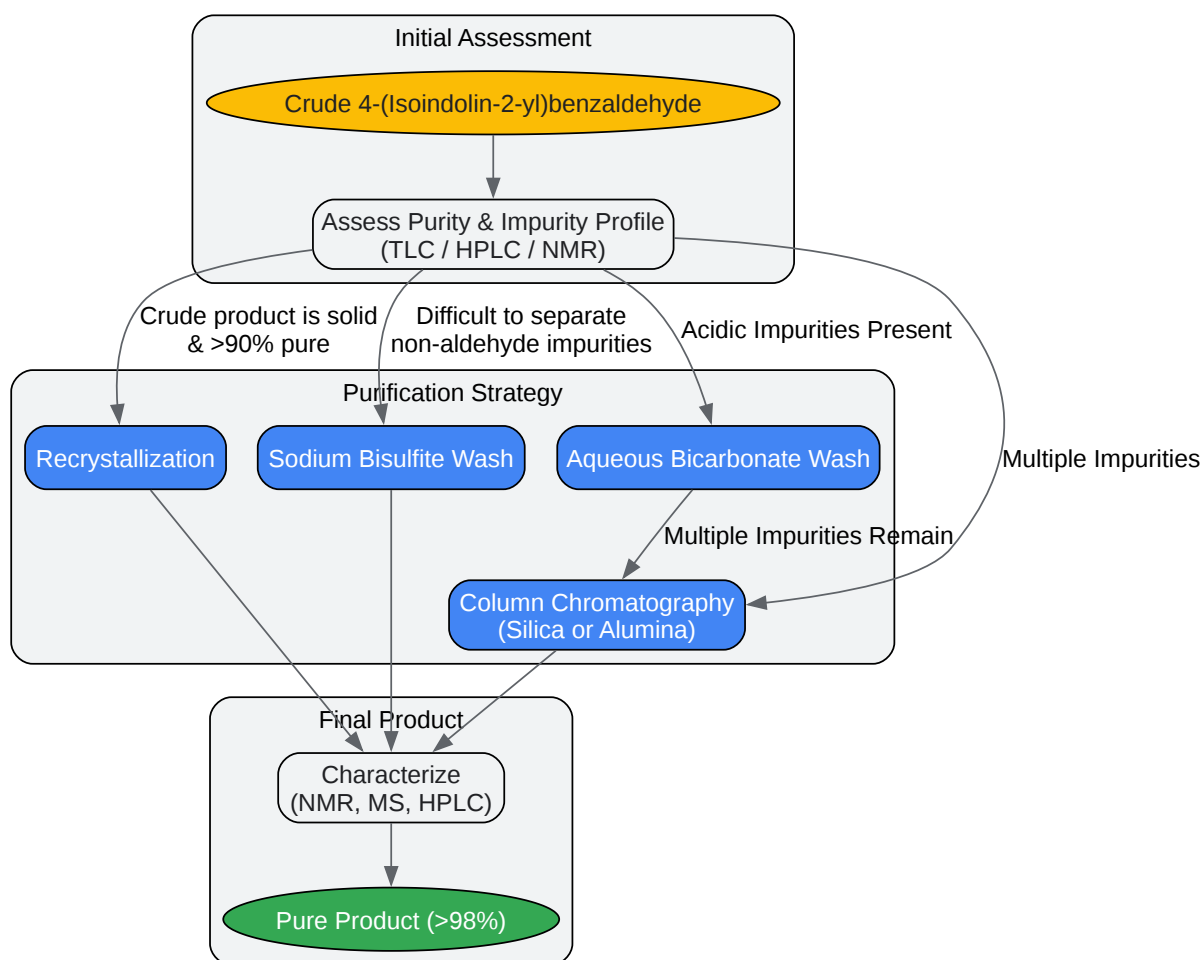 Initial Assessment
Crude 4-(Isoindolin-2-yl)benzaldehyde
Assess Purity & Impurity Profile
(TLC / HPLC / NMR)
Crude product is solid
& >90% pure
Difficult to separate
non-aldehyde impurities
Acidic Impurities Present
Multiple Impurities
Purification Strategy
Recrystallization
Sodium Bisulfite Wash
Aqueous Bicarbonate Wash
Multiple Impurities Remain
Column Chromatography
(Silica or Alumina)
Final Product
Characterize
(NMR, MS, HPLC)
Pure Product (>98%)